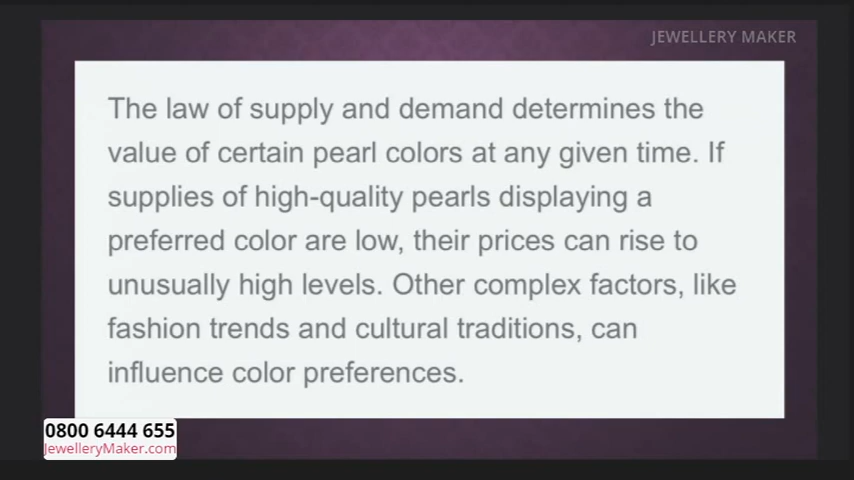 JEWELLERY MAKER
The law of supply and demand determines the
value of certain pearl colors at any given time. If
supplies of high-quality pearls displaying a
preferred color are low, their prices can rise to
unusually high levels. Other complex factors, like
fashion trends and cultural traditions, can
influence color preferences.
0800 6444 655
JewelleryMaker.com